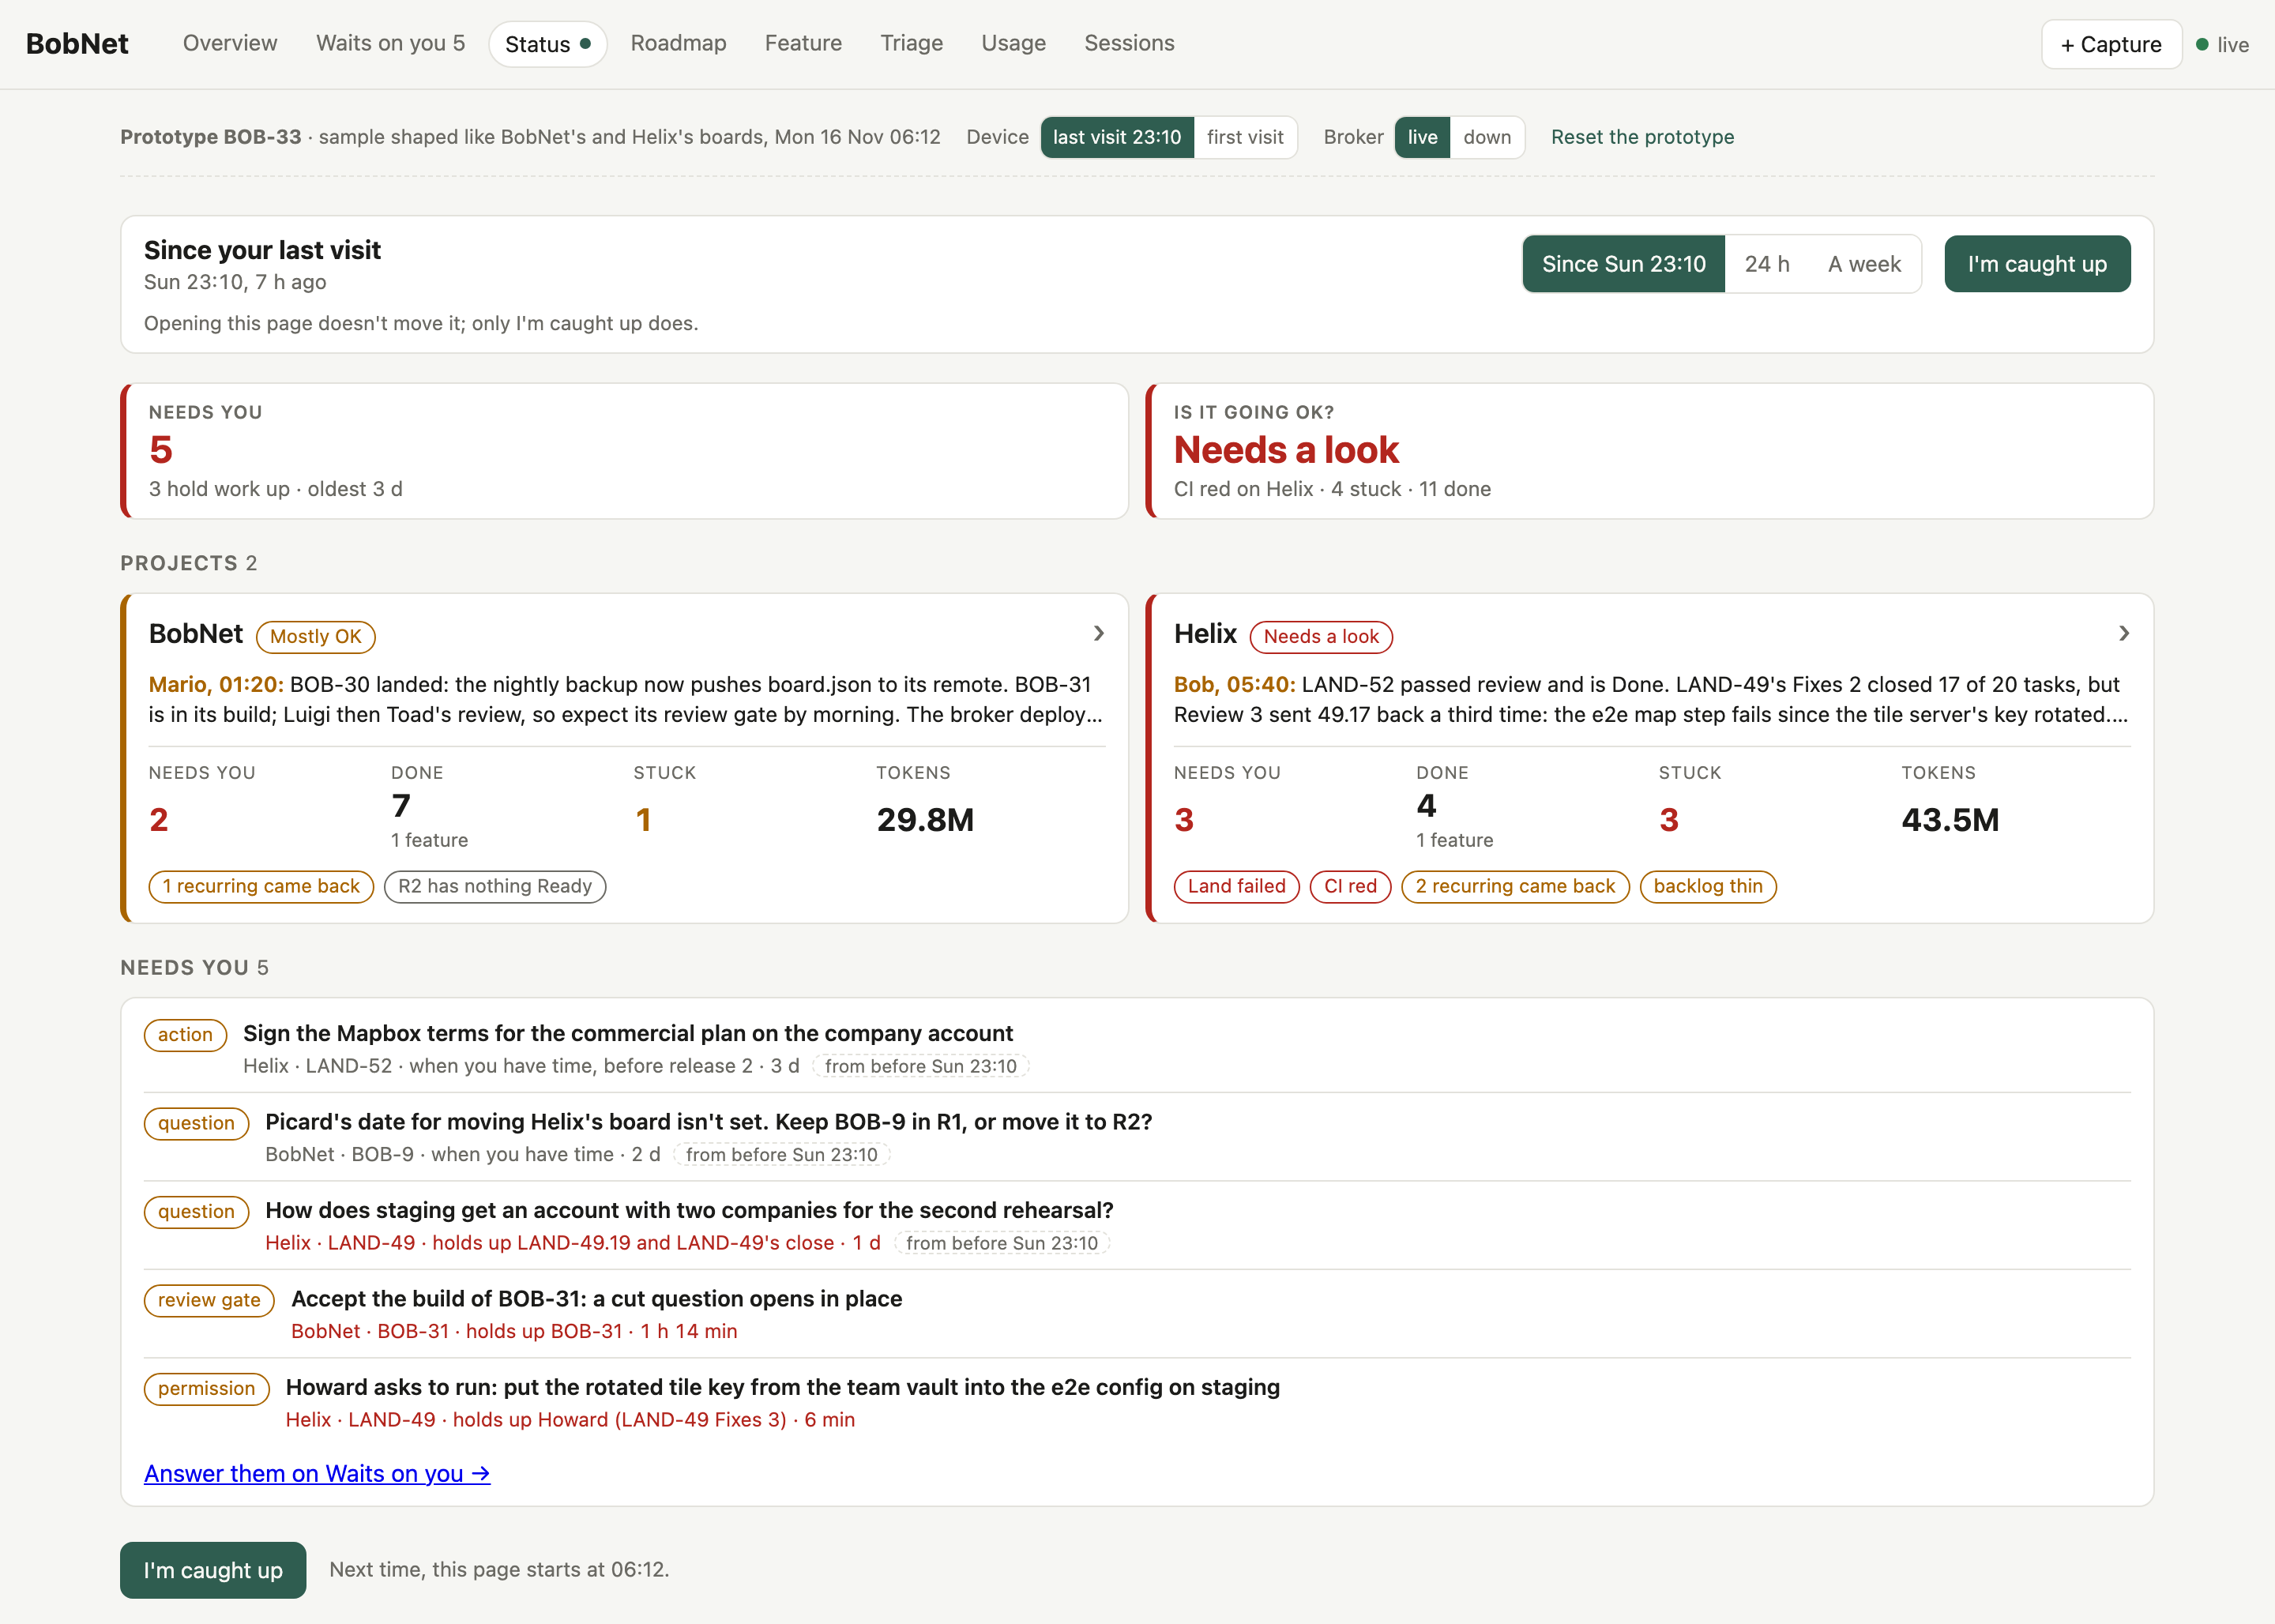 BobNet
Overview
Waits on you 5
Status
Roadmap
Feature
Triage
Usage
Sessions
+ Capture
live
Prototype BOB-33 · sample shaped like BobNet's and Helix's boards, Mon 16 Nov 06:12
Device
last visit 23:10
first visit
Broker
live
down
Reset the prototype
Since your last visit
Sun 23:10, 7 h ago
Opening this page doesn't move it; only I'm caught up does.
Since Sun 23:10
24 h
A week
I'm caught up
NEEDS YOU
5
3 hold work up · oldest 3 d
IS IT GOING OK?
Needs a look
CI red on Helix · 4 stuck · 11 done
PROJECTS 2
BobNet
Mostly OK
›
Mario, 01:20: BOB-30 landed: the nightly backup now pushes board.json to its remote. BOB-31
is in its build; Luigi then Toad's review, so expect its review gate by morning. The broker deploy…
NEEDS YOU
2
DONE
7
1 feature
STUCK
1
TOKENS
29.8M
1 recurring came back
R2 has nothing Ready
Helix
Needs a look
›
Bob, 05:40: LAND-52 passed review and is Done. LAND-49's Fixes 2 closed 17 of 20 tasks, but
Review 3 sent 49.17 back a third time: the e2e map step fails since the tile server's key rotated.…
NEEDS YOU
3
DONE
4
1 feature
STUCK
3
TOKENS
43.5M
Land failed
CI red
2 recurring came back
backlog thin
NEEDS YOU 5
action
Sign the Mapbox terms for the commercial plan on the company account
Helix · LAND-52 · when you have time, before release 2 · 3 d
from before Sun 23:10
question
Picard's date for moving Helix's board isn't set. Keep BOB-9 in R1, or move it to R2?
BobNet · BOB-9 · when you have time · 2 d
from before Sun 23:10
question
How does staging get an account with two companies for the second rehearsal?
Helix · LAND-49 · holds up LAND-49.19 and LAND-49's close · 1 d
from before Sun 23:10
review gate
Accept the build of BOB-31: a cut question opens in place
BobNet · BOB-31 · holds up BOB-31 · 1 h 14 min
permission
Howard asks to run: put the rotated tile key from the team vault into the e2e config on staging
Helix · LAND-49 · holds up Howard (LAND-49 Fixes 3) · 6 min
Answer them on Waits on you →
I'm caught up
Next time, this page starts at 06:12.